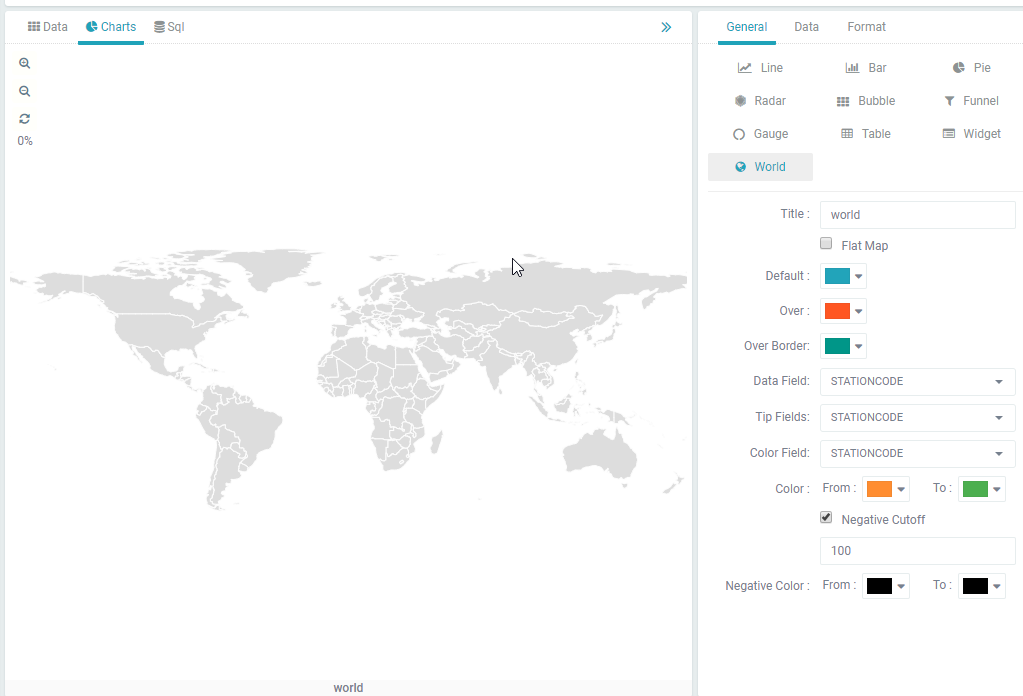 Data Charts Sql
0%
world
General Data Format
Line Bar Pie
Radar Bubble Funnel
Gauge Table Widget
World
Title : world
Flat Map
Default :
Over :
Over Border:
Data Field: STATIONCODE
Tip Fields: STATIONCODE
Color Field: STATIONCODE
Color : From : To :
Negative Cutoff
100
Negative Color : From : To :